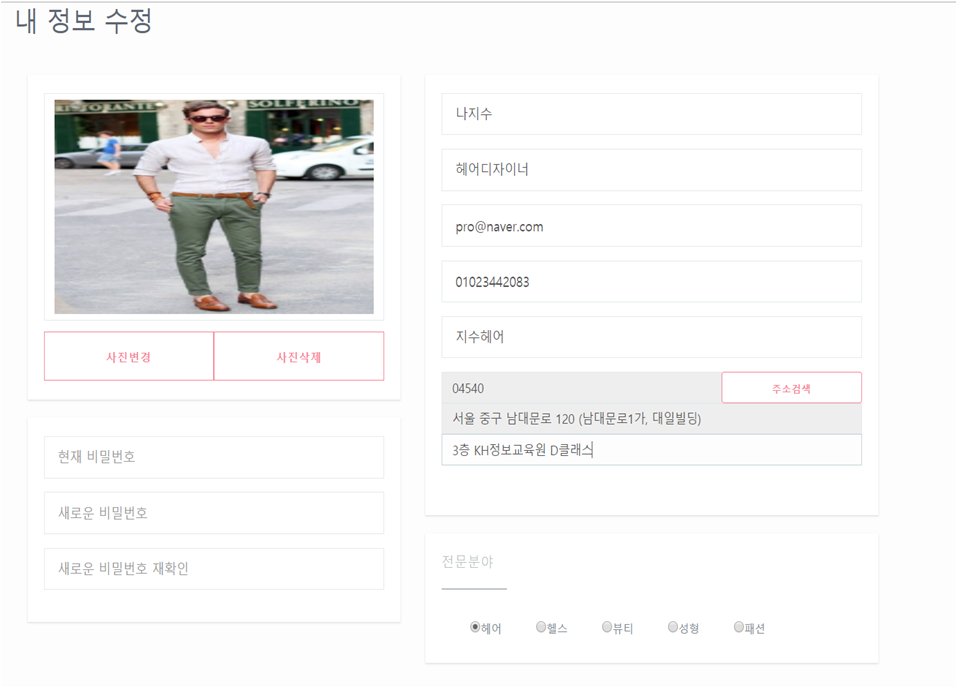 내 정보 수정
RISTORANTE
SOLFERINO
사진변경
사진삭제
현재 비밀번호
새로운 비밀번호
새로운 비밀번호 재확인
나지수
헤어디자이너
pro@naver.com
01023442083
지수헤어
04540
주소검색
서울 중구 남대문로 120 (남대문로1가, 대일빌딩)
3층 KH정보교육원 D클래스
전문분야
헤어 헬스 뷰티 성형 패션